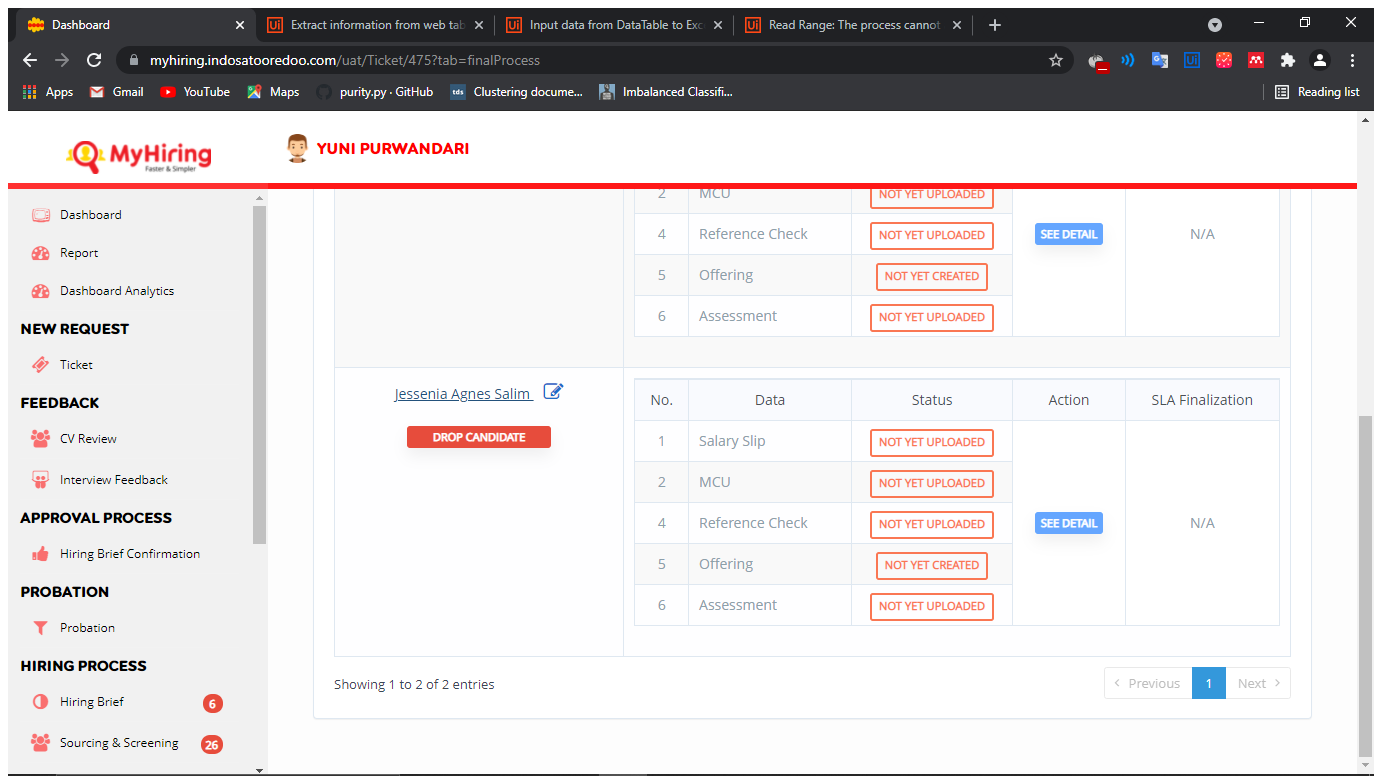 Dashboard
Extract information from web tab
Input data from DataTable to Exc
Read Range: The process cannot
myhiring.indosatooredoo.com/uat/Ticket/475?tab=finalProcess
Apps
Gmail
YouTube
Maps
purity.py · GitHub
tds
Clustering docume...
Imbalanced Classifi...
Reading list
MyHiring
Faster & Simpler
YUNI PURWANDARI
Dashboard
Report
Dashboard Analytics
NEW REQUEST
Ticket
FEEDBACK
CV Review
Interview Feedback
APPROVAL PROCESS
Hiring Brief Confirmation
PROBATION
Probation
HIRING PROCESS
Hiring Brief 6
Sourcing & Screening 26
2 MCU NOT YET UPLOADED
4 Reference Check NOT YET UPLOADED SEE DETAIL N/A
5 Offering NOT YET CREATED
6 Assessment NOT YET UPLOADED
Jessenia Agnes Salim
DROP CANDIDATE
No. Data Status Action SLA Finalization
1 Salary Slip NOT YET UPLOADED
2 MCU NOT YET UPLOADED
4 Reference Check NOT YET UPLOADED SEE DETAIL N/A
5 Offering NOT YET CREATED
6 Assessment NOT YET UPLOADED
Showing 1 to 2 of 2 entries
Previous 1 Next